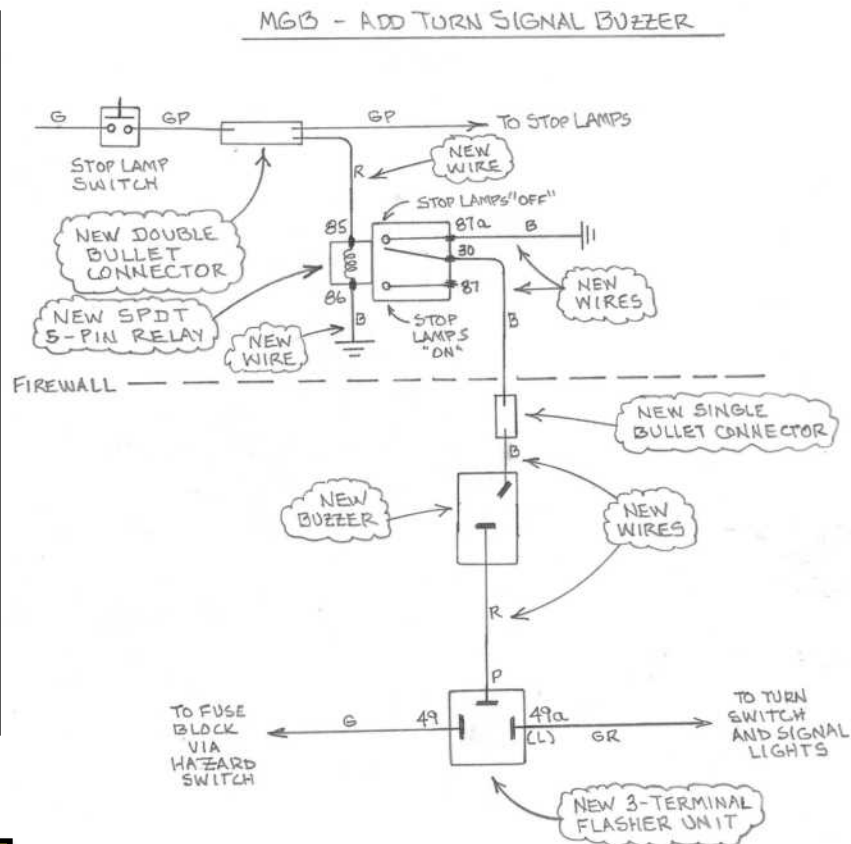 MGB - ADD TURN SIGNAL BUZZER
G
GP
GP
TO STOP LAMPS
STOP LAMP
SWITCH
R
NEW
WIRE
NEW DOUBLE
BULLET
CONNECTOR
STOP LAMPS "OFF"
85
87a
B
30
86
87
NEW SPDT
5-PIN RELAY
NEW
WIRE
B
STOP
LAMPS
"ON"
B
NEW
WIRES
FIREWALL
NEW SINGLE
BULLET CONNECTOR
B
NEW
BUZZER
NEW
WIRES
R
P
TO FUSE
BLOCK
VIA
HAZARD
SWITCH
G
49
49a
(L)
GR
TO TURN
SWITCH
AND SIGNAL
LIGHTS
NEW 3-TERMINAL
FLASHER UNIT